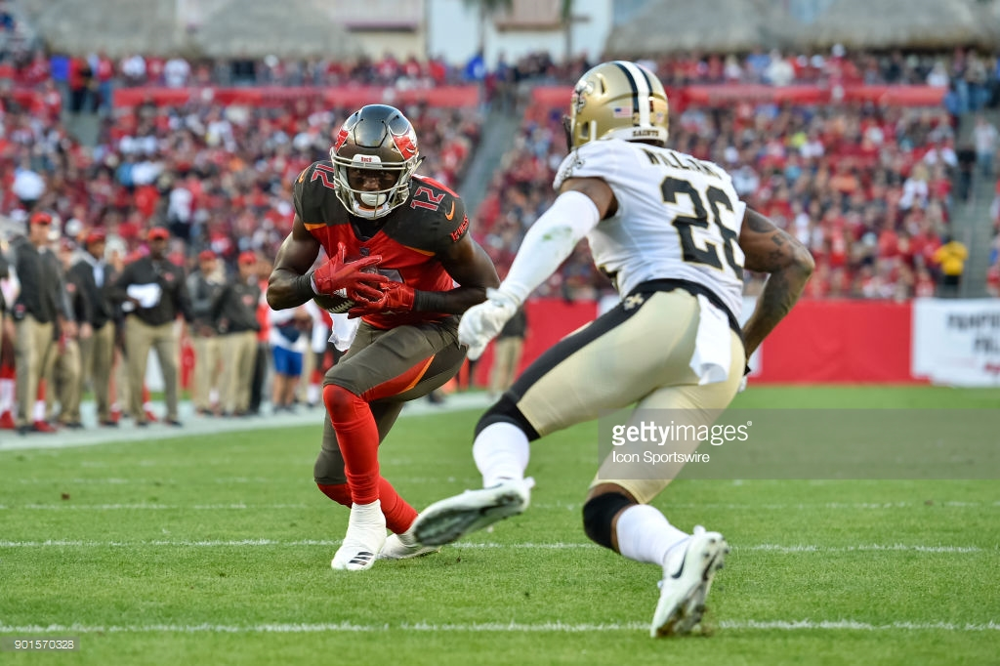 12
12
SAINTS
WILLIAMS
26
gettyimages®
Icon Sportswire
901570328